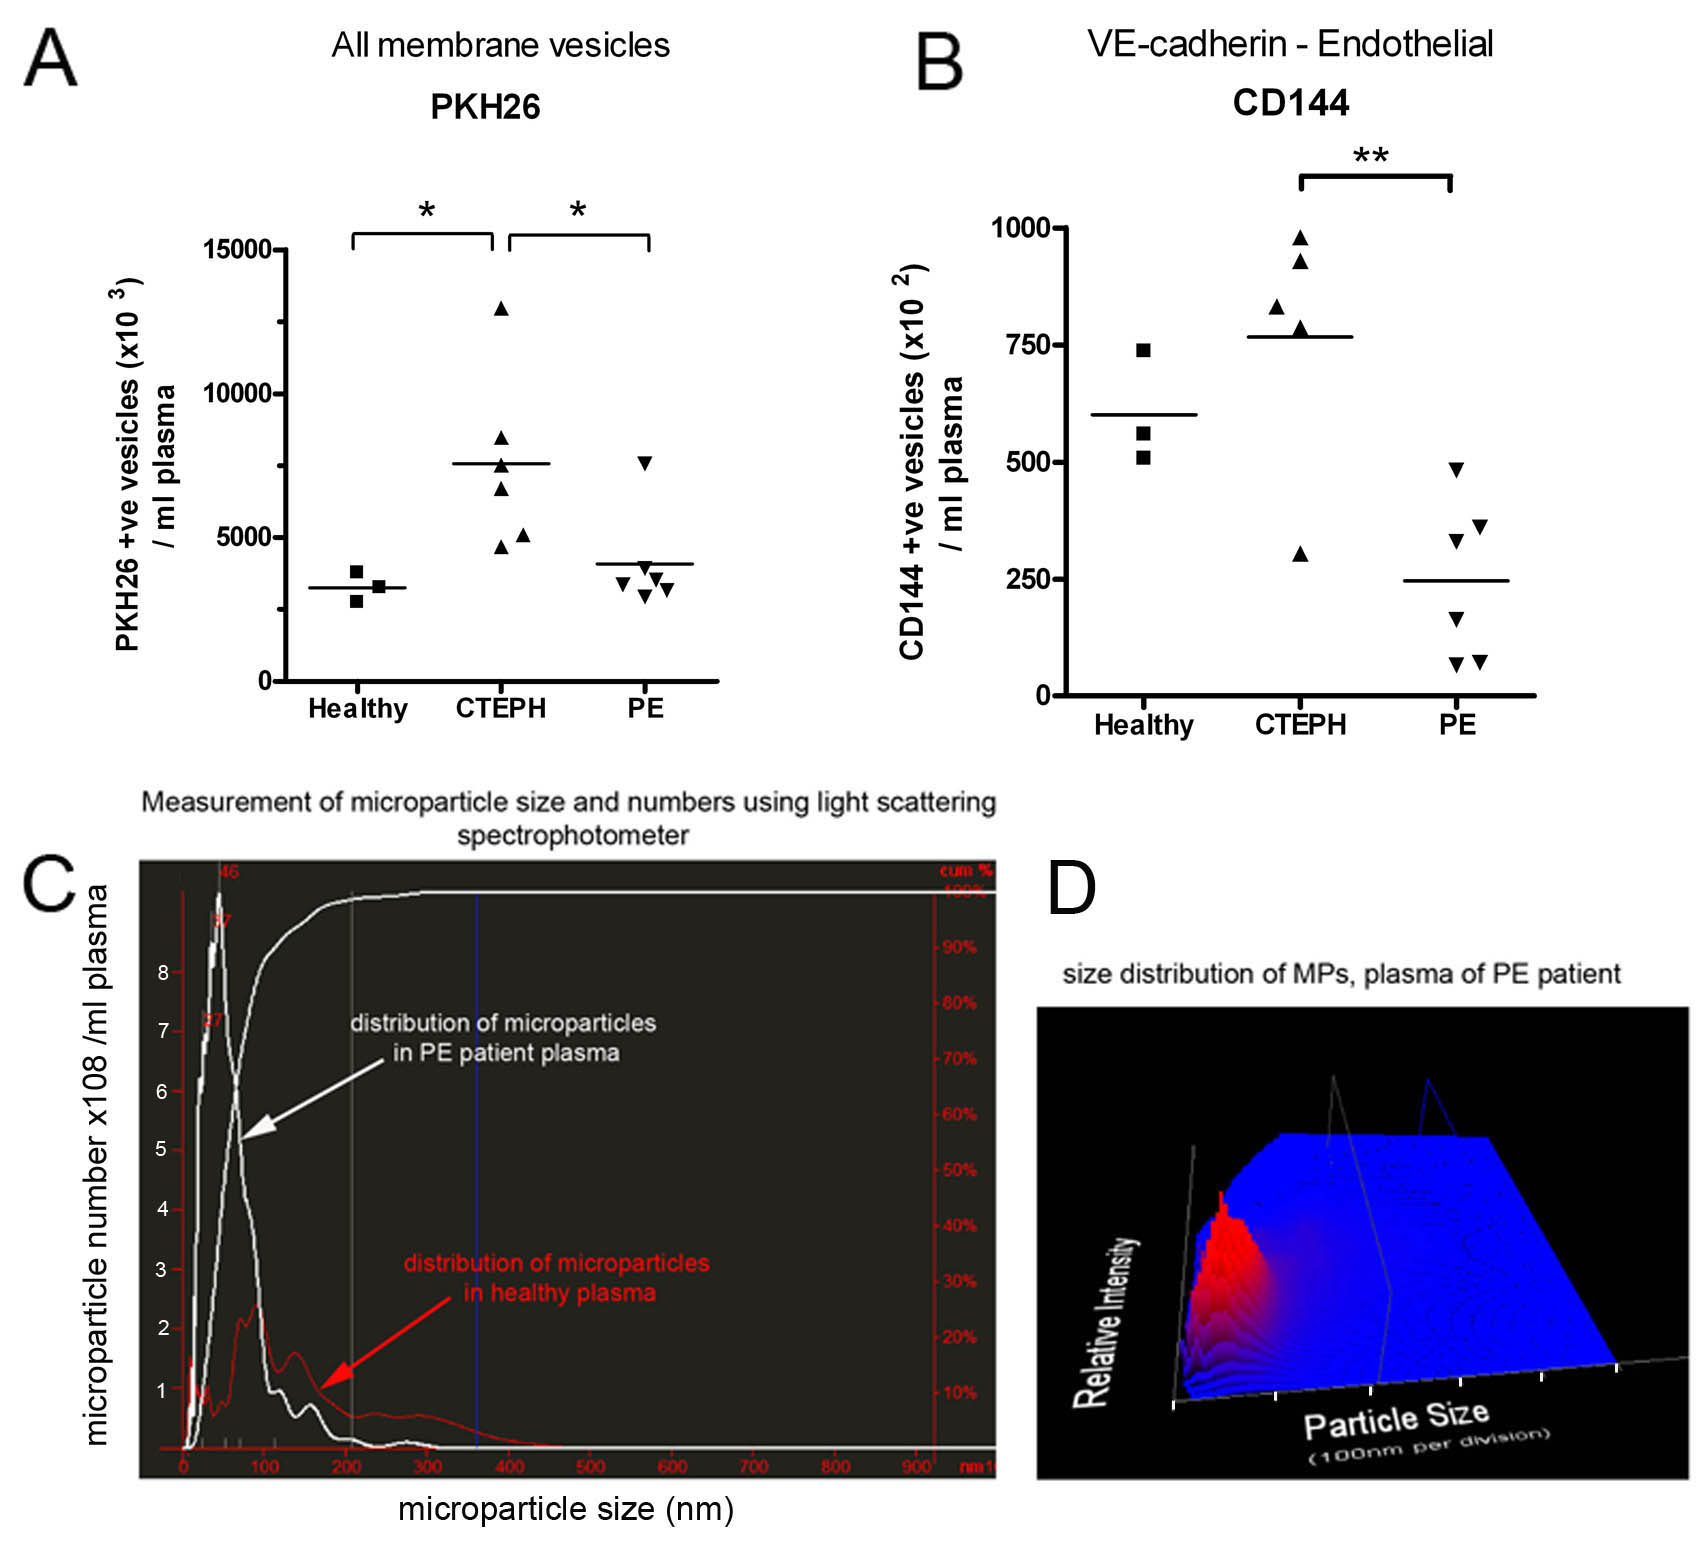 A
All membrane vesicles
PKH26
*
*
PKH26 +ve vesicles (x10 3)
/ ml plasma
15000
10000
5000
0
Healthy
CTEPH
PE
B
VE-cadherin - Endothelial
CD144
**
CD144 +ve vesicles (x10 2)
/ ml plasma
1000
750
500
250
0
Healthy
CTEPH
PE
C
Measurement of microparticle size and numbers using light scattering
spectrophotometer
microparticle number x108 /ml plasma
8
7
6
5
4
3
2
1
46
37
27
cum %
100%
90%
80%
70%
60%
50%
40%
30%
20%
10%
distribution of microparticles
in PE patient plasma
distribution of microparticles
in healthy plasma
0
100
200
300
400
500
600
700
800
900
nm
microparticle size (nm)
D
size distribution of MPs, plasma of PE patient
Relative Intensity
Particle Size
(100nm per division)